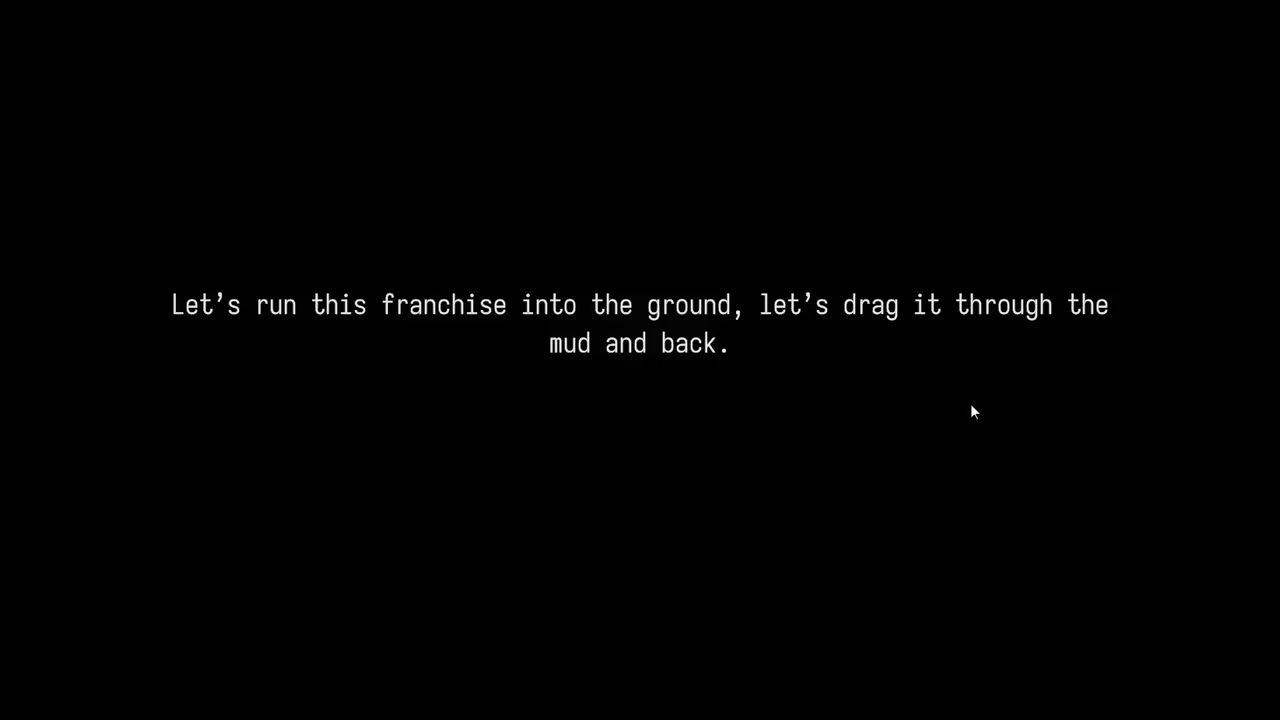 Let’s run this franchise into the ground, let’s drag it through the
mud and back.